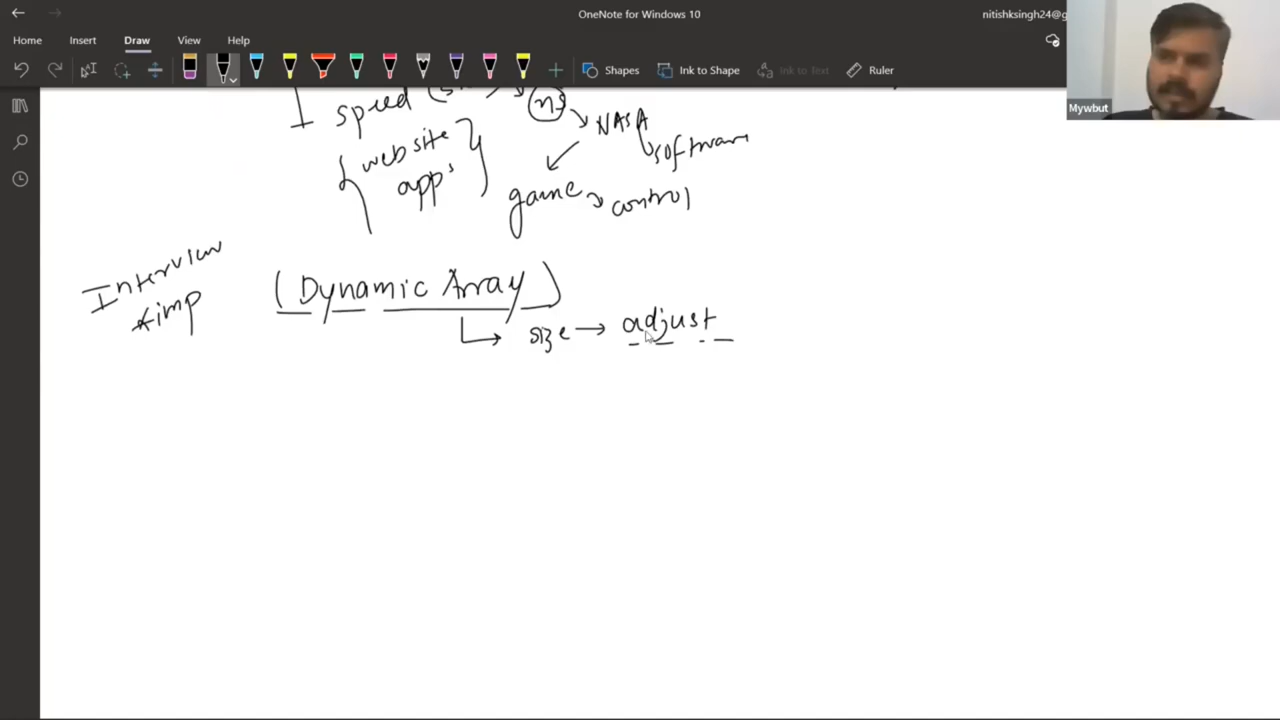 OneNote for Windows 10
nitishksingh24@g
Home Insert Draw View Help
Shapes Ink to Shape Ink to Text Ruler
Mywbut
I speed
ns
NASA
software
{ website
apps }
game → control
Interview
*imp
(Dynamic Array)
size → adjust